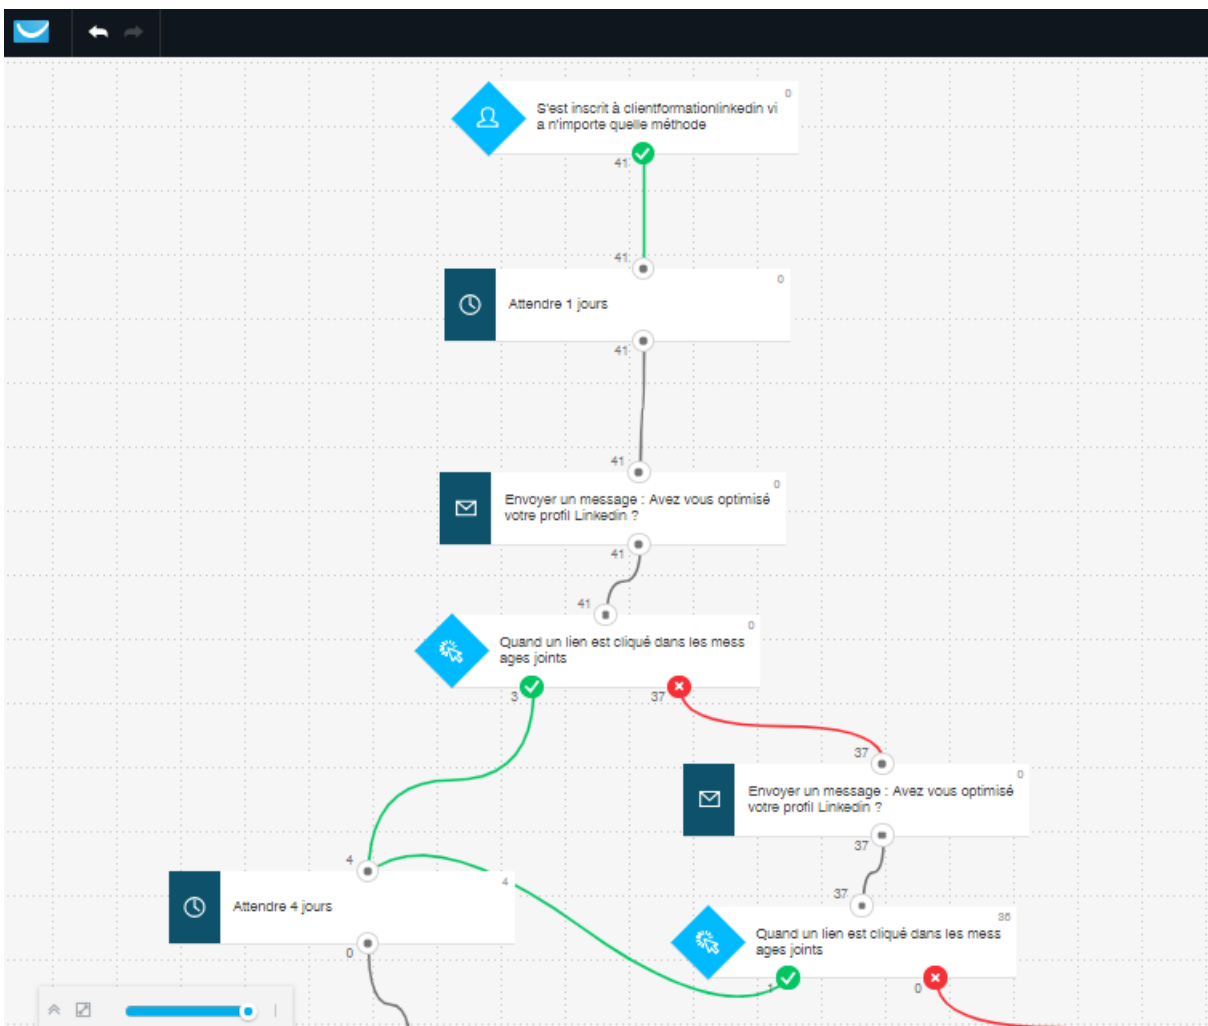 0
S'est inscrit à clientformationlinkedin vi
a n'importe quelle méthode
41
41
0
Attendre 1 jours
41
41
0
Envoyer un message : Avez vous optimisé
votre profil Linkedin ?
41
41
0
Quand un lien est cliqué dans les mess
ages joints
3
37
37
0
Envoyer un message : Avez vous optimisé
votre profil Linkedin ?
37
4
4
Attendre 4 jours
0
37
36
Quand un lien est cliqué dans les mess
ages joints
1
0